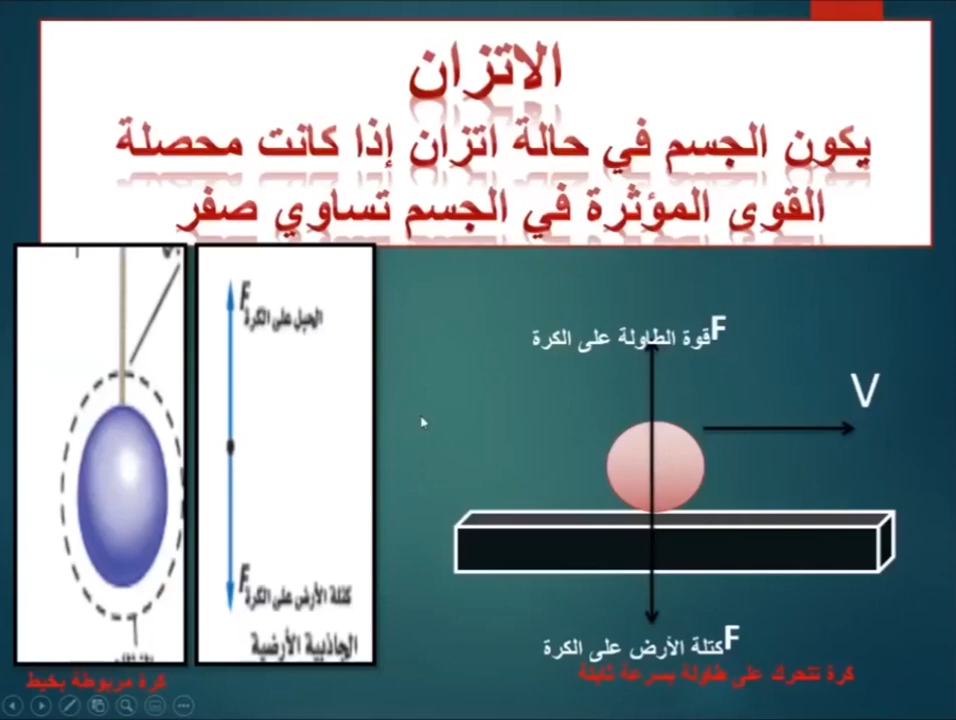 الاتزان
يكون الجسم في حالة اتزان إذا كانت محصلة
القوى المؤثرة في الجسم تساوي صفر
F الحبل على الكرة
F كتلة الأرض على الكرة
الجاذبية الأرضية
كرة مربوطة بخيط
F قوة الطاولة على الكرة
V
F كتلة الأرض على الكرة
كرة تتحرك على طاولة بسرعة ثابتة